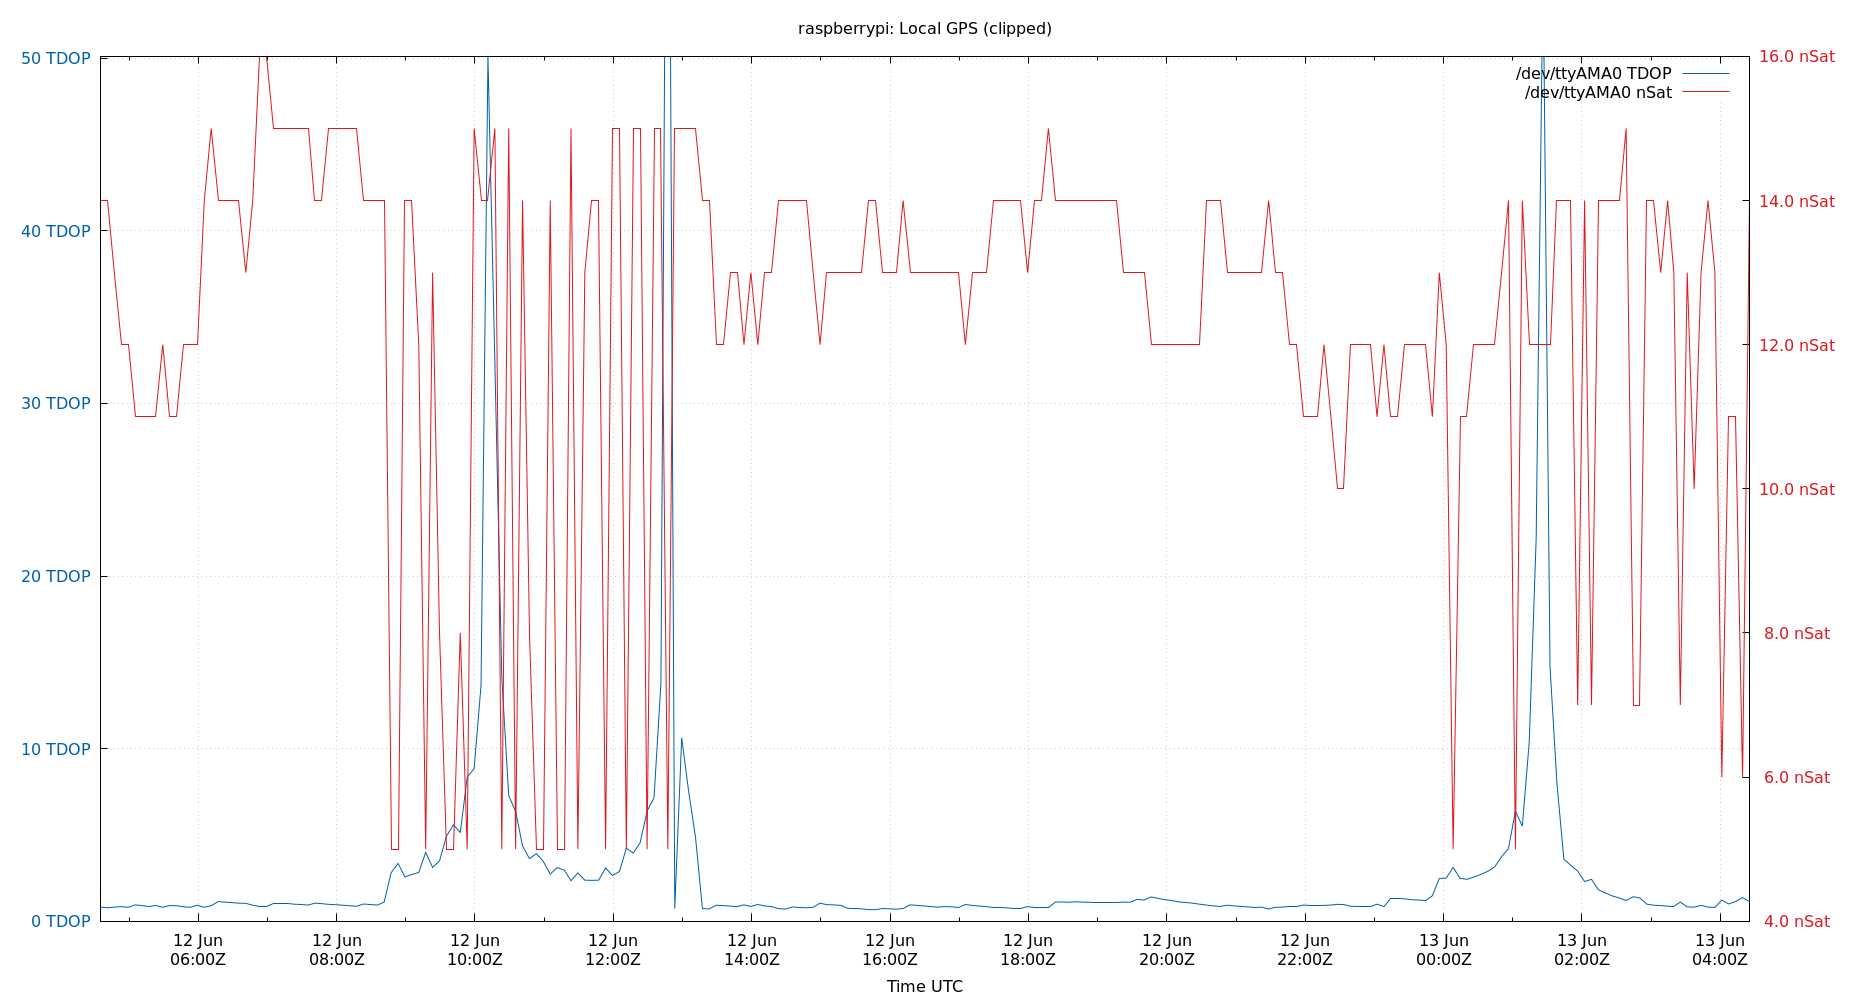 raspberrypi: Local GPS (clipped)
50 TDOP
40 TDOP
30 TDOP
20 TDOP
10 TDOP
0 TDOP
16.0 nSat
14.0 nSat
12.0 nSat
10.0 nSat
8.0 nSat
6.0 nSat
4.0 nSat
/dev/ttyAMA0 TDOP
/dev/ttyAMA0 nSat
12 Jun 12 Jun 12 Jun 12 Jun 12 Jun 12 Jun 12 Jun 12 Jun 12 Jun 13 Jun 13 Jun 13 Jun
06:00Z 08:00Z 10:00Z 12:00Z 14:00Z 16:00Z 18:00Z 20:00Z 22:00Z 00:00Z 02:00Z 04:00Z
Time UTC